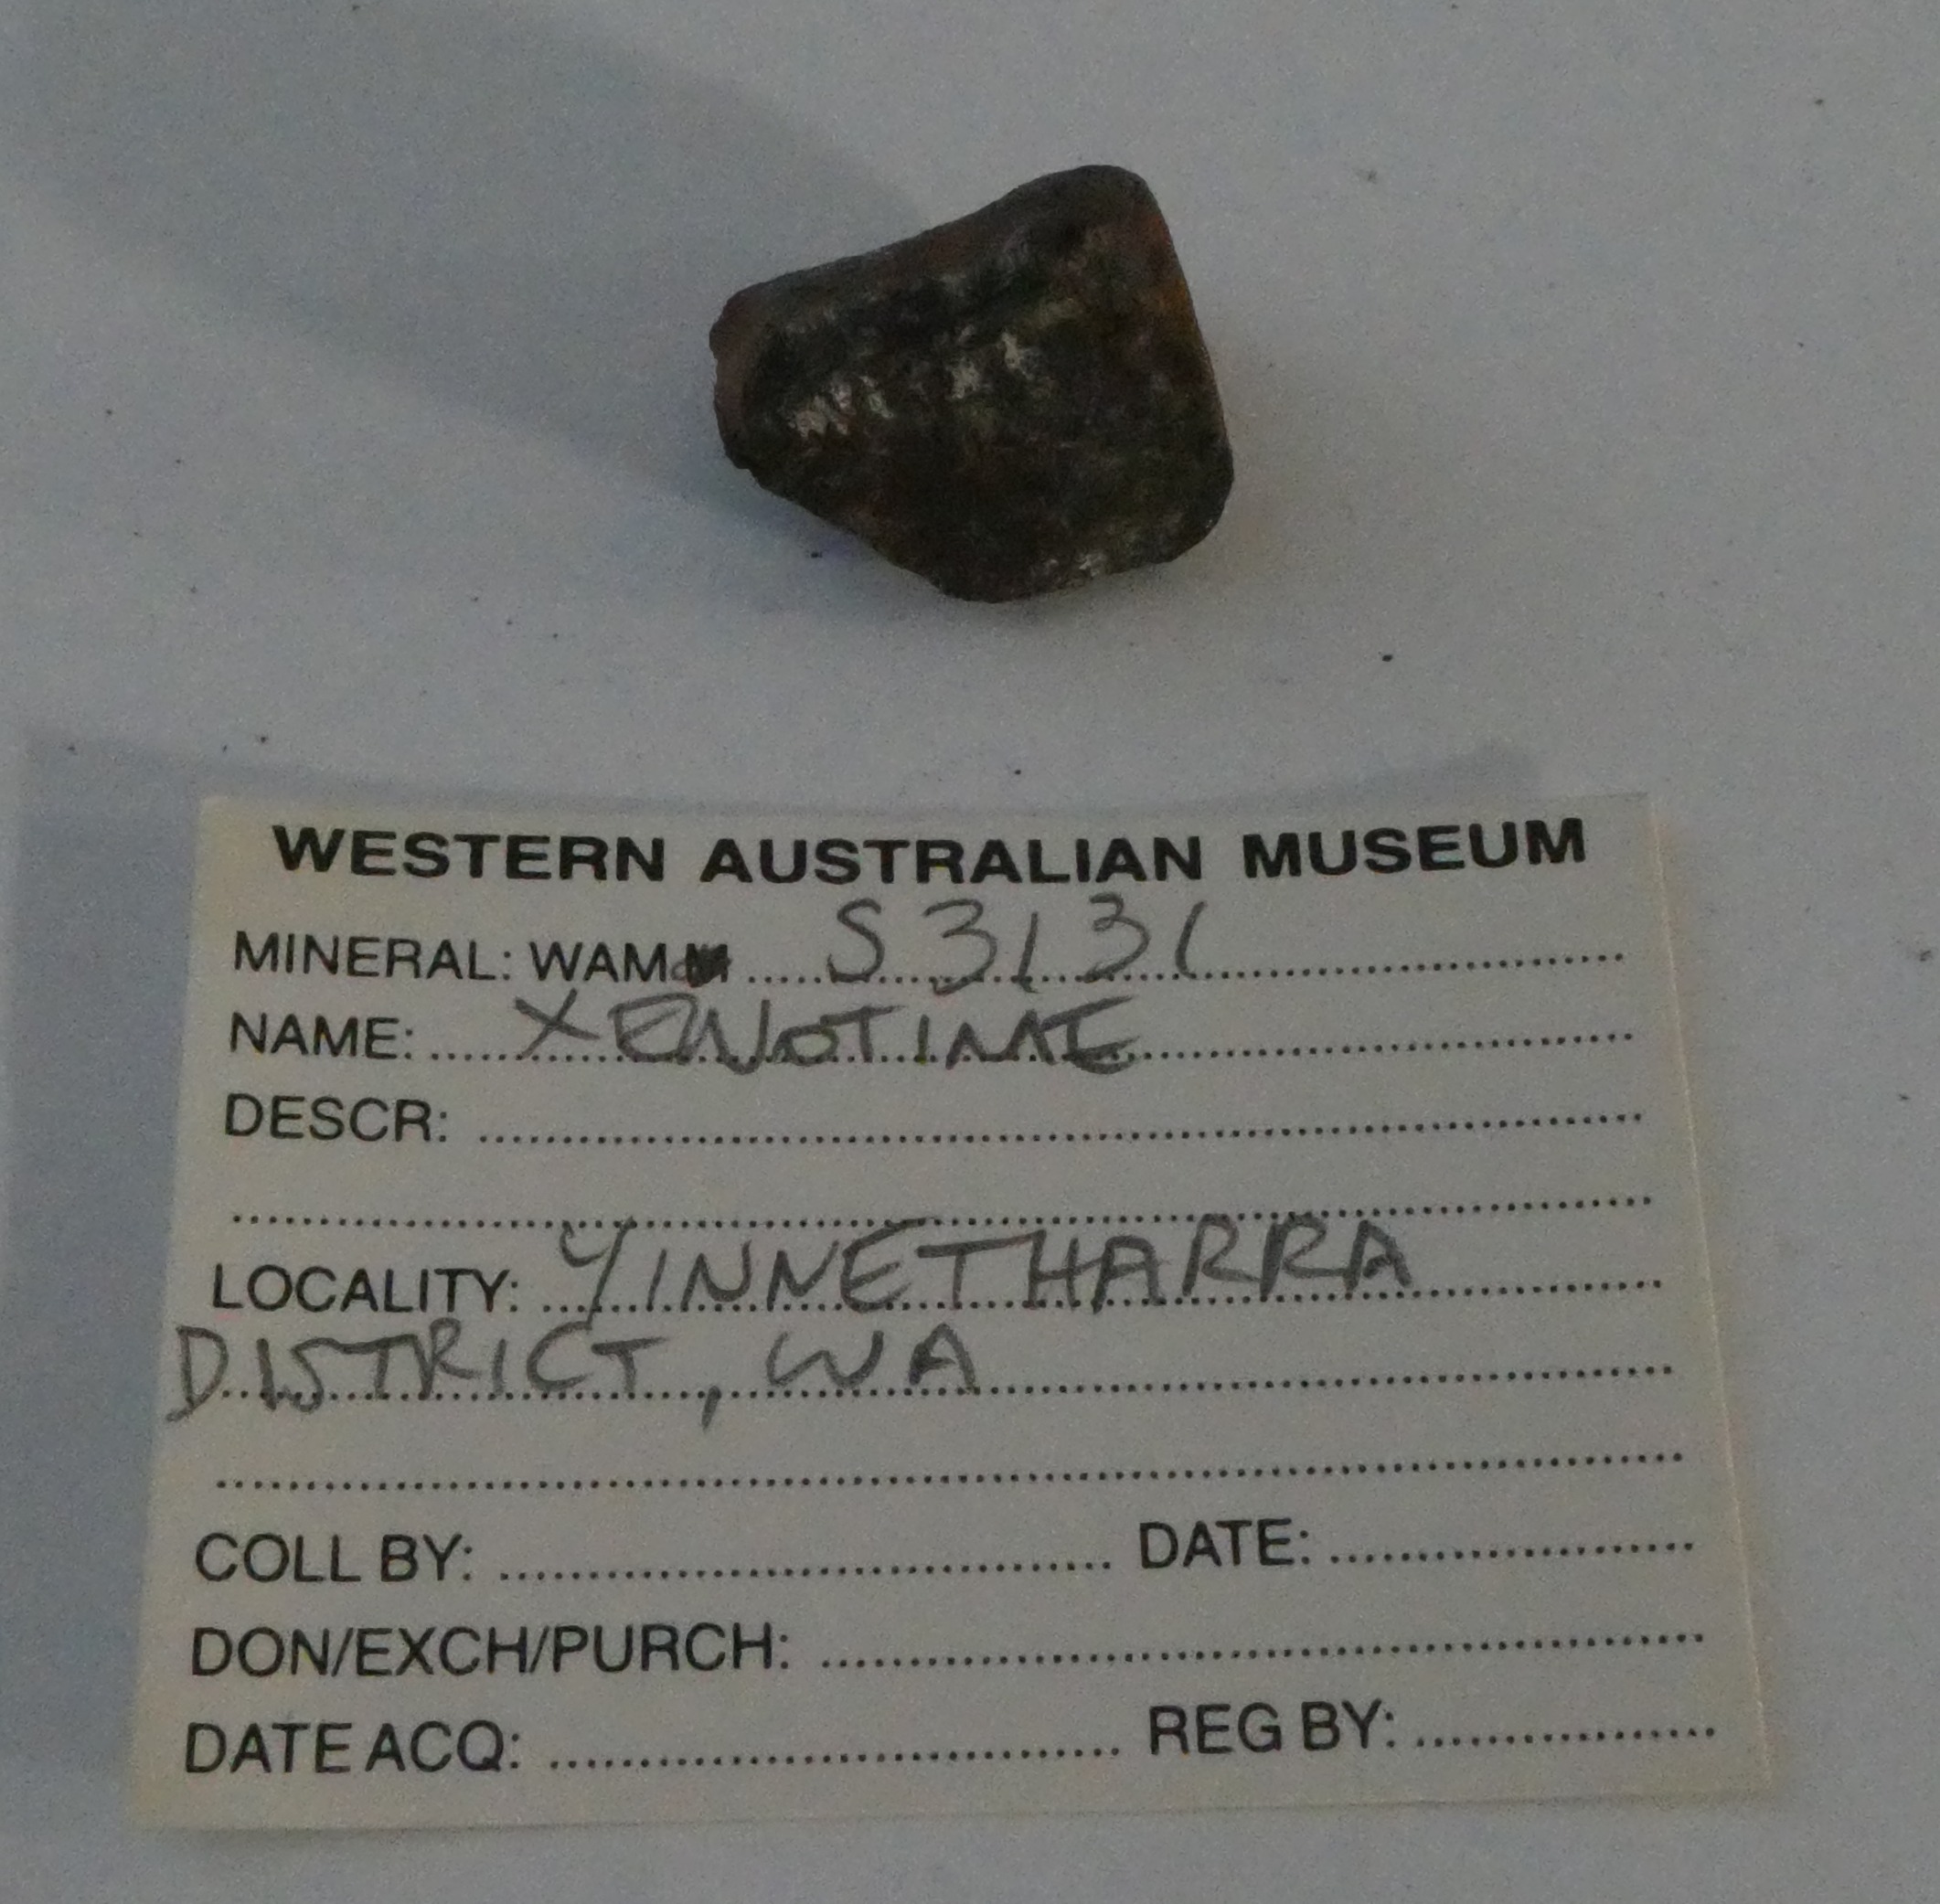 WESTERN AUSTRALIAN MUSEUM
MINERAL: WAM S3131
NAME: XENOTIME
DESCR:
LOCALITY: YINNETHARRA
DISTRICT, WA
COLL BY: DATE:
DON/EXCH/PURCH:
DATE ACQ: REG BY: